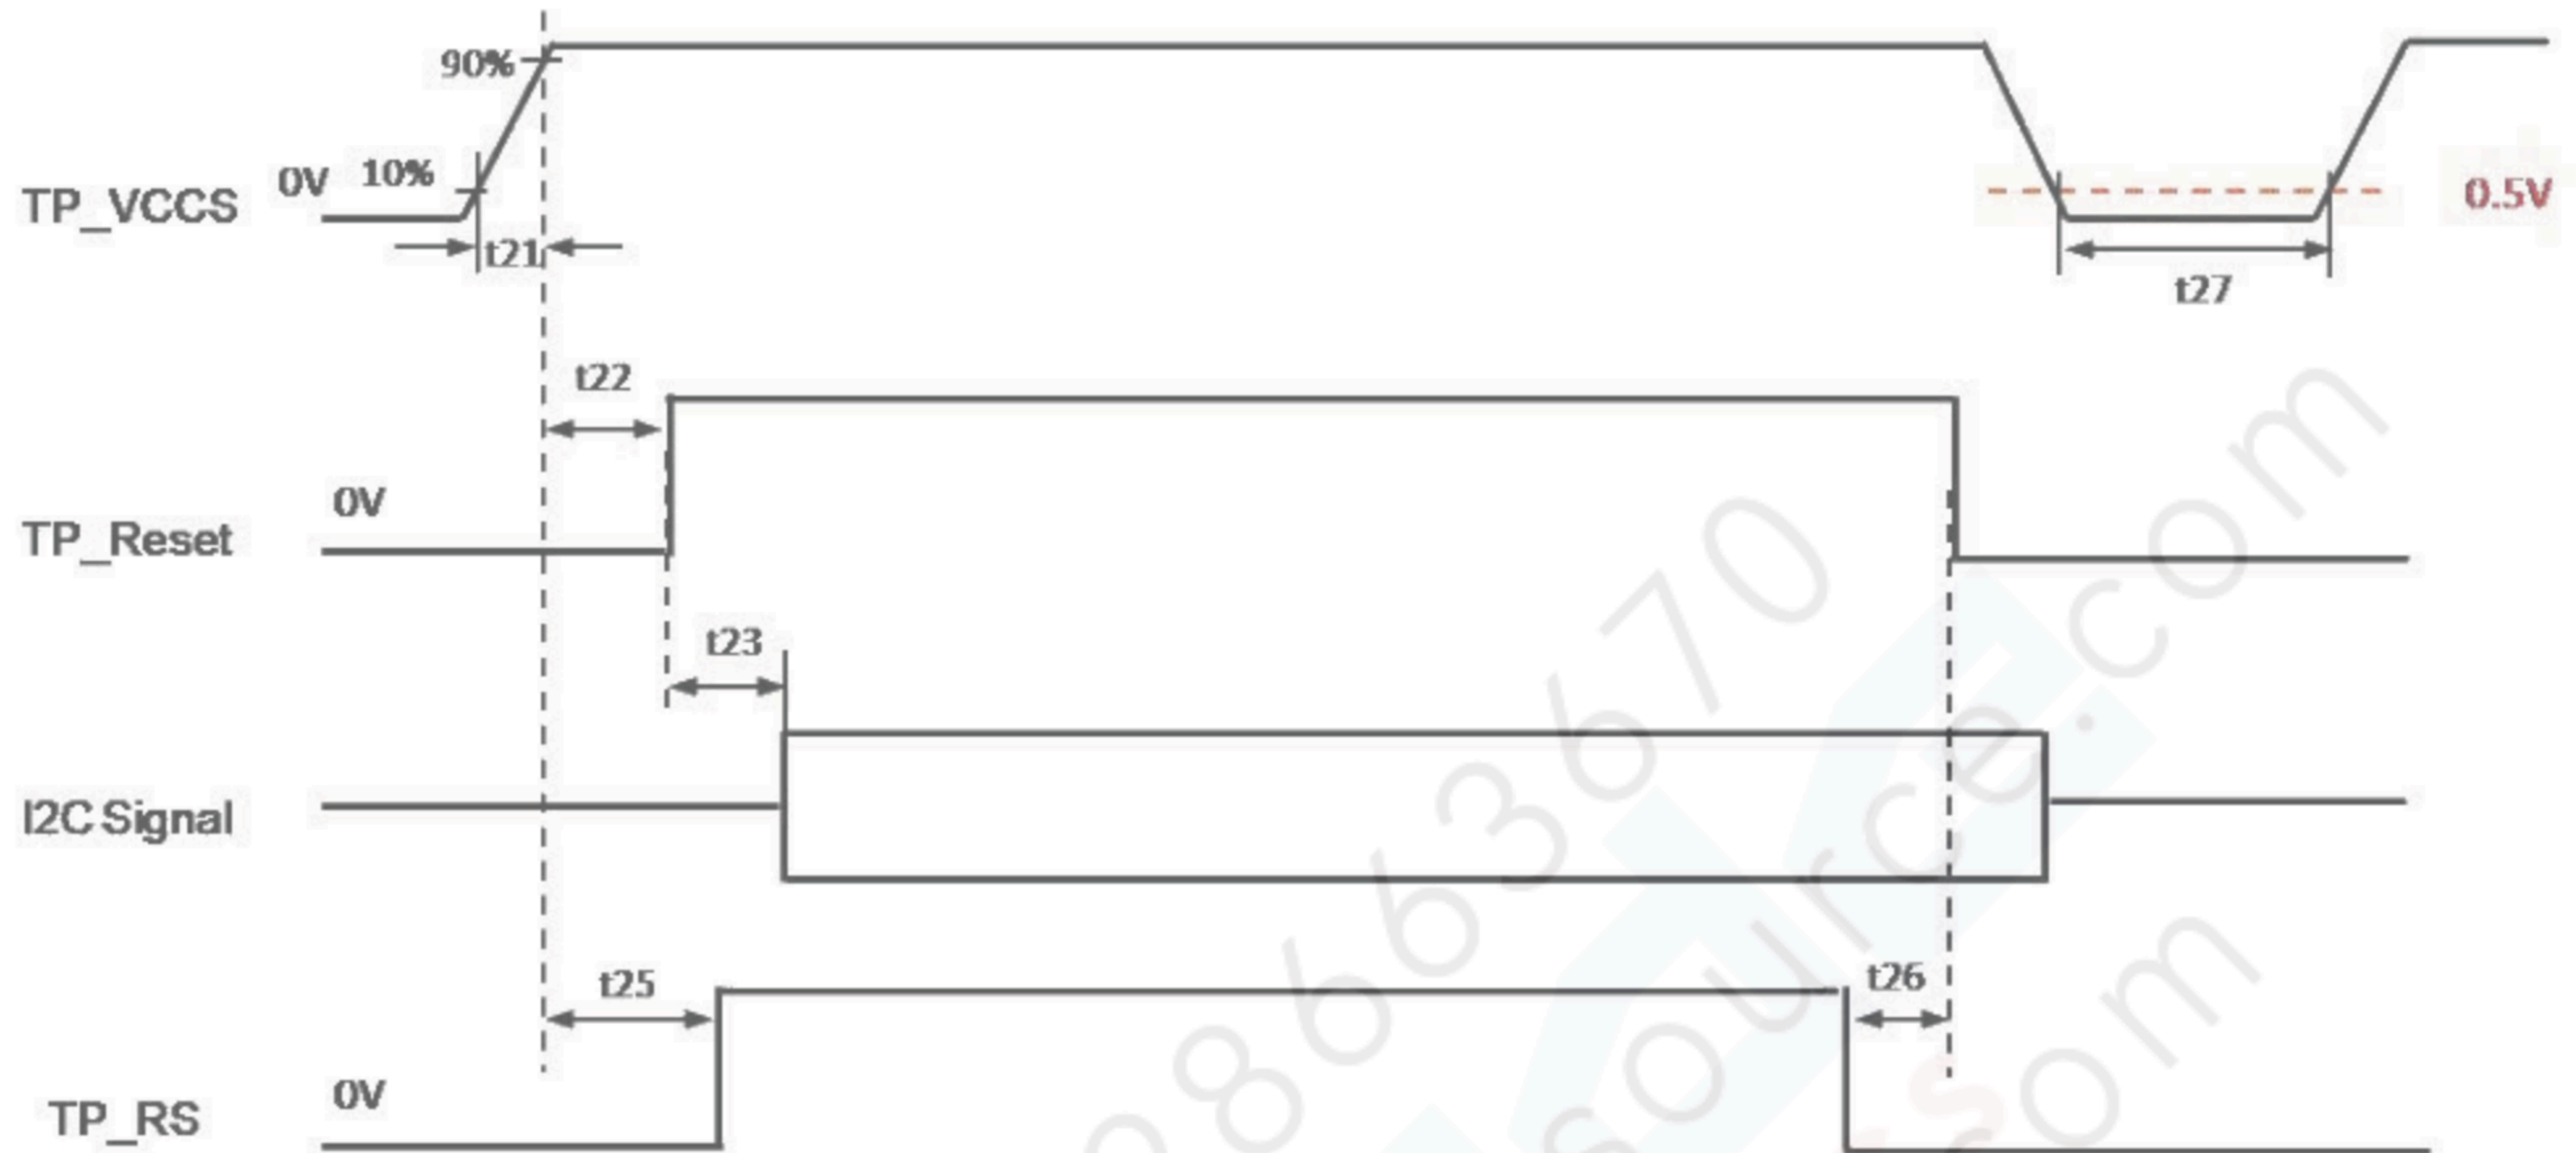 90%
0V 10%
TP_VCCS
0.5V
t21
t27
t22
0V
TP_Reset
t23
I2C Signal
t25
t26
0V
TP_RS